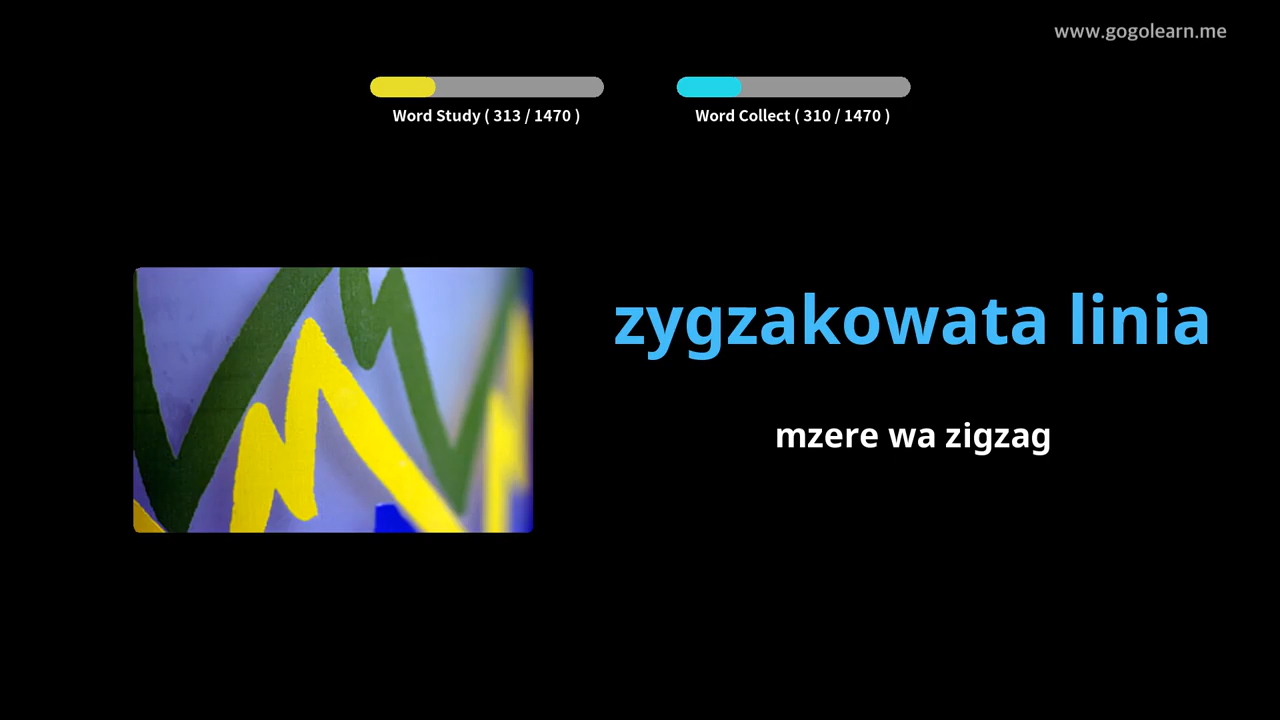 www.gogolearn.me
Word Study ( 313 / 1470 )
Word Collect ( 310 / 1470 )
zygzakowata linia
mzere wa zigzag